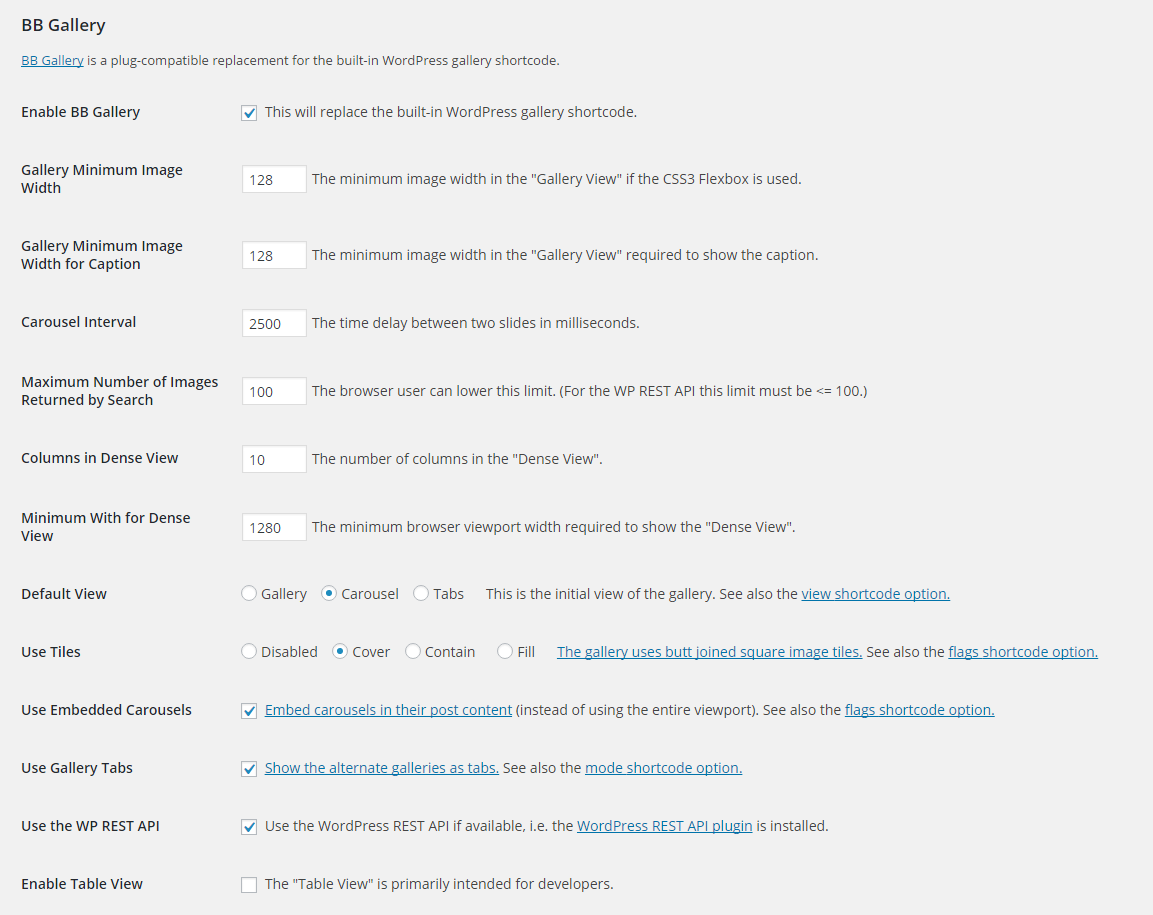 BB Gallery
BB Gallery is a plug-compatible replacement for the built-in WordPress gallery shortcode.
Enable BB Gallery
This will replace the built-in WordPress gallery shortcode.
Gallery Minimum Image
Width
128 The minimum image width in the "Gallery View" if the CSS3 Flexbox is used.
Gallery Minimum Image
Width for Caption
128 The minimum image width in the "Gallery View" required to show the caption.
Carousel Interval
2500 The time delay between two slides in milliseconds.
Maximum Number of Images
Returned by Search
100 The browser user can lower this limit. (For the WP REST API this limit must be <= 100.)
Columns in Dense View
10 The number of columns in the "Dense View".
Minimum With for Dense
View
1280 The minimum browser viewport width required to show the "Dense View".
Default View
Gallery Carousel Tabs This is the initial view of the gallery. See also the view shortcode option.
Use Tiles
Disabled Cover Contain Fill The gallery uses butt joined square image tiles. See also the flags shortcode option.
Use Embedded Carousels
Embed carousels in their post content (instead of using the entire viewport). See also the flags shortcode option.
Use Gallery Tabs
Show the alternate galleries as tabs. See also the mode shortcode option.
Use the WP REST API
Use the WordPress REST API if available, i.e. the WordPress REST API plugin is installed.
Enable Table View
The "Table View" is primarily intended for developers.